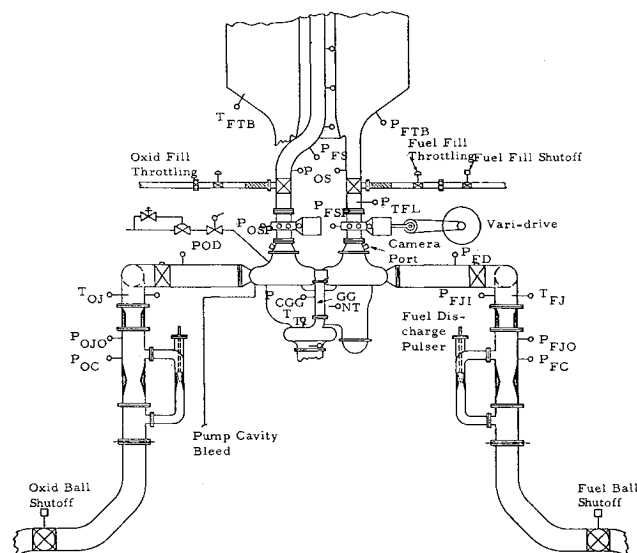 T FTB
P FTB
P FS
Oxid Fill
Throttling
Fuel Fill
Throttling
Fuel Fill Shutoff
P OS
P TFL
P FSP
P OSP
Vari-drive
POD
Camera
Port
P FD
T OJ
P CGG
GG
NT
T TI
P FJI
T FJ
Fuel Dis-
charge
Pulser
P OJO
P OC
P FJO
P FC
Pump Cavity
Bleed
Oxid Ball
Shutoff
Fuel Ball
Shutoff